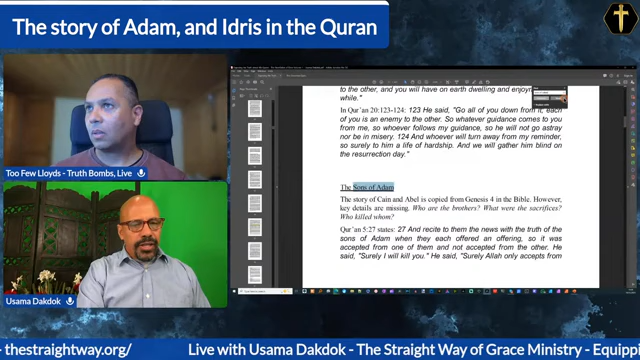 The story of Adam, and Idris in the Quran
Too Few Lloyds - Truth Bombs, Live
Usama Dakdok
to the other, and you will have on earth dwelling and enjoym
while."
In Qur'an 20:123-124: 123 He said, "Go all of you down from it, each
of you is an enemy to the other. So whatever guidance comes to you
from me, so whoever follows my guidance, so he will not go astray
nor be in misery. 124 And whoever will turn away from my reminder,
so surely to him a life of hardship. And we will gather him blind on
the resurrection day."
The Sons of Adam
The story of Cain and Abel is copied from Genesis 4 in the Bible. However,
key details are missing. Who are the brothers? What were the sacrifices?
Who killed whom?
Qur'an 5:27 states: 27 And recite to them the news with the truth of the
sons of Adam when they each offered an offering, so it was
accepted from one of them and not accepted from the other. He
said, "Surely I will kill you." He said, "Surely Allah only accepts from
- thestraightway.org/
Live with Usama Dakdok - The Straight Way of Grace Ministry - Equippi